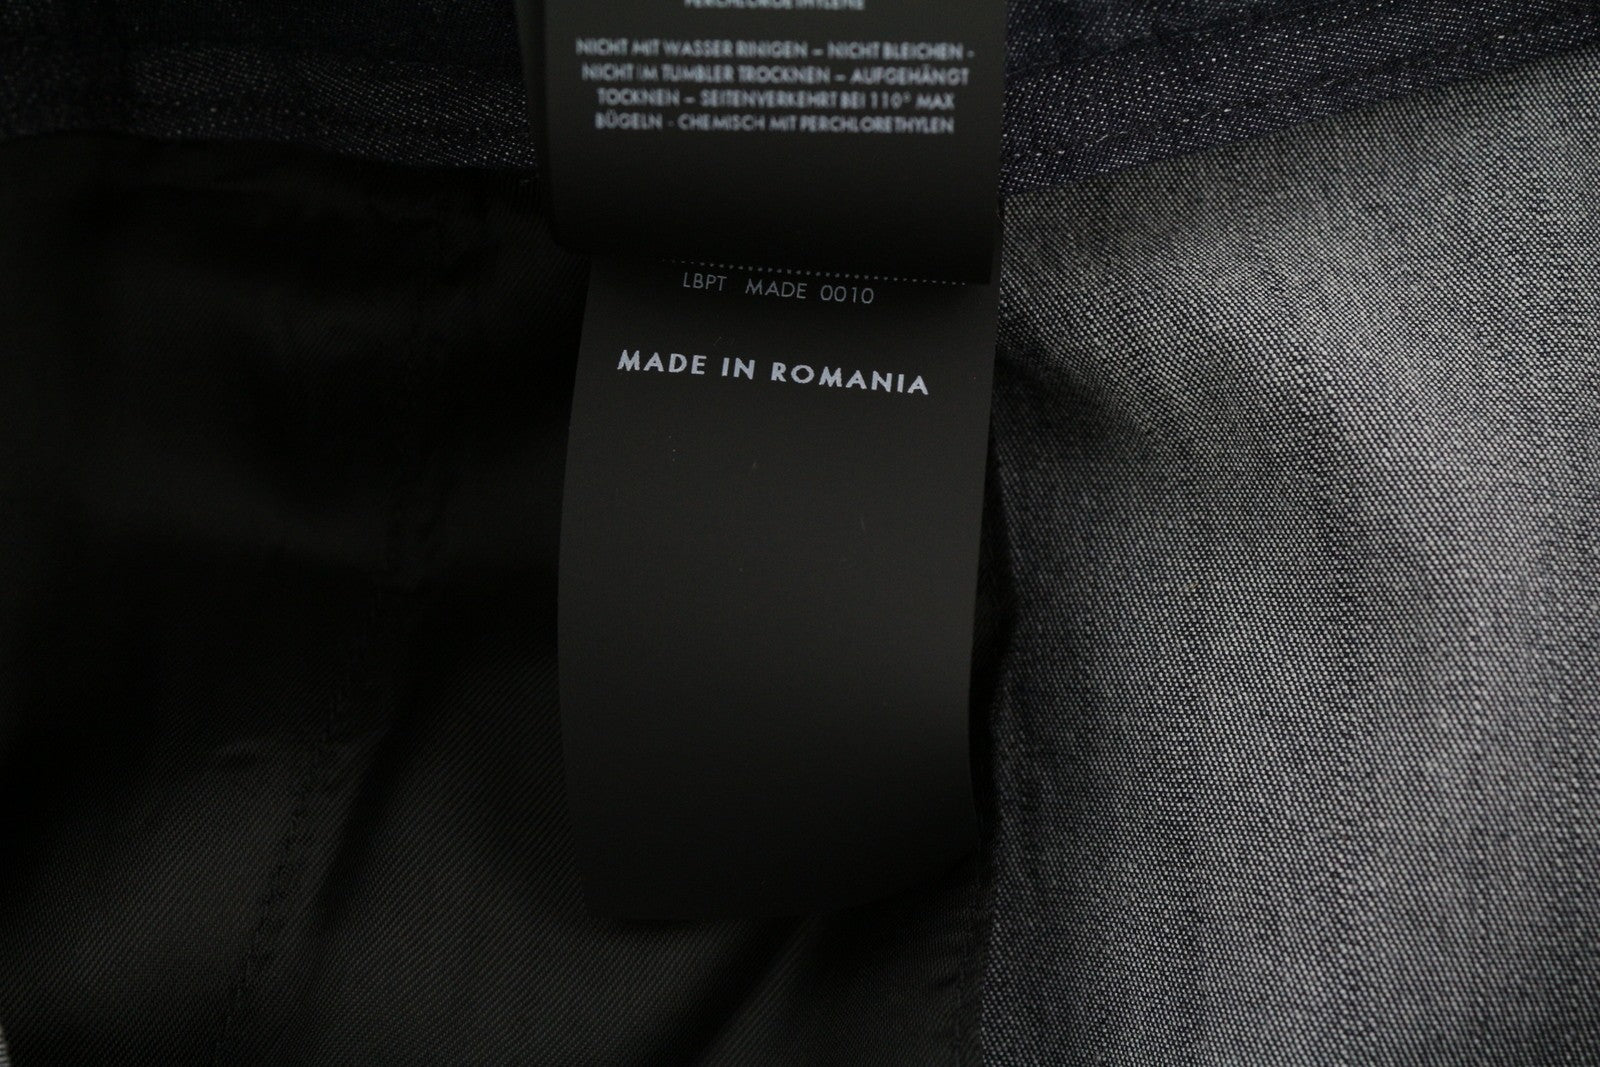 PERCHLOROETHYLENE
NICHT MIT WASSER RINIGEN – NICHT BLEICHEN -
NICHT IM TUMBLER TROCKNEN – AUFGEHÄNGT
TOCKNEN – SEITENVERKEHRT BEI 110° MAX
BÜGELN - CHEMISCH MIT PERCHLORETHYLEN
LBPT MADE 0010
MADE IN ROMANIA